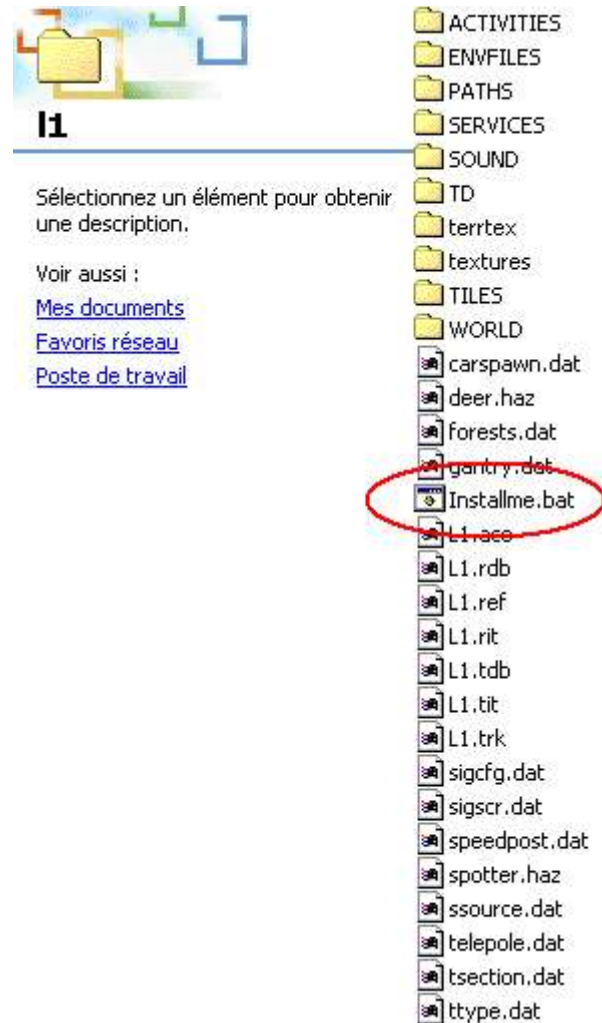 l1
Sélectionnez un élément pour obtenir
une description.
Voir aussi :
Mes documents
Favoris réseau
Poste de travail
ACTIVITIES
ENVFILES
PATHS
SERVICES
SOUND
TD
terrtex
textures
TILES
WORLD
carspawn.dat
deer.haz
forests.dat
gantry.dat
Installme.bat
L1.ace
L1.rdb
L1.ref
L1.rit
L1.tdb
L1.tit
L1.trk
sigcfg.dat
sigscr.dat
speedpost.dat
spotter.haz
ssource.dat
telepole.dat
tsection.dat
ttype.dat